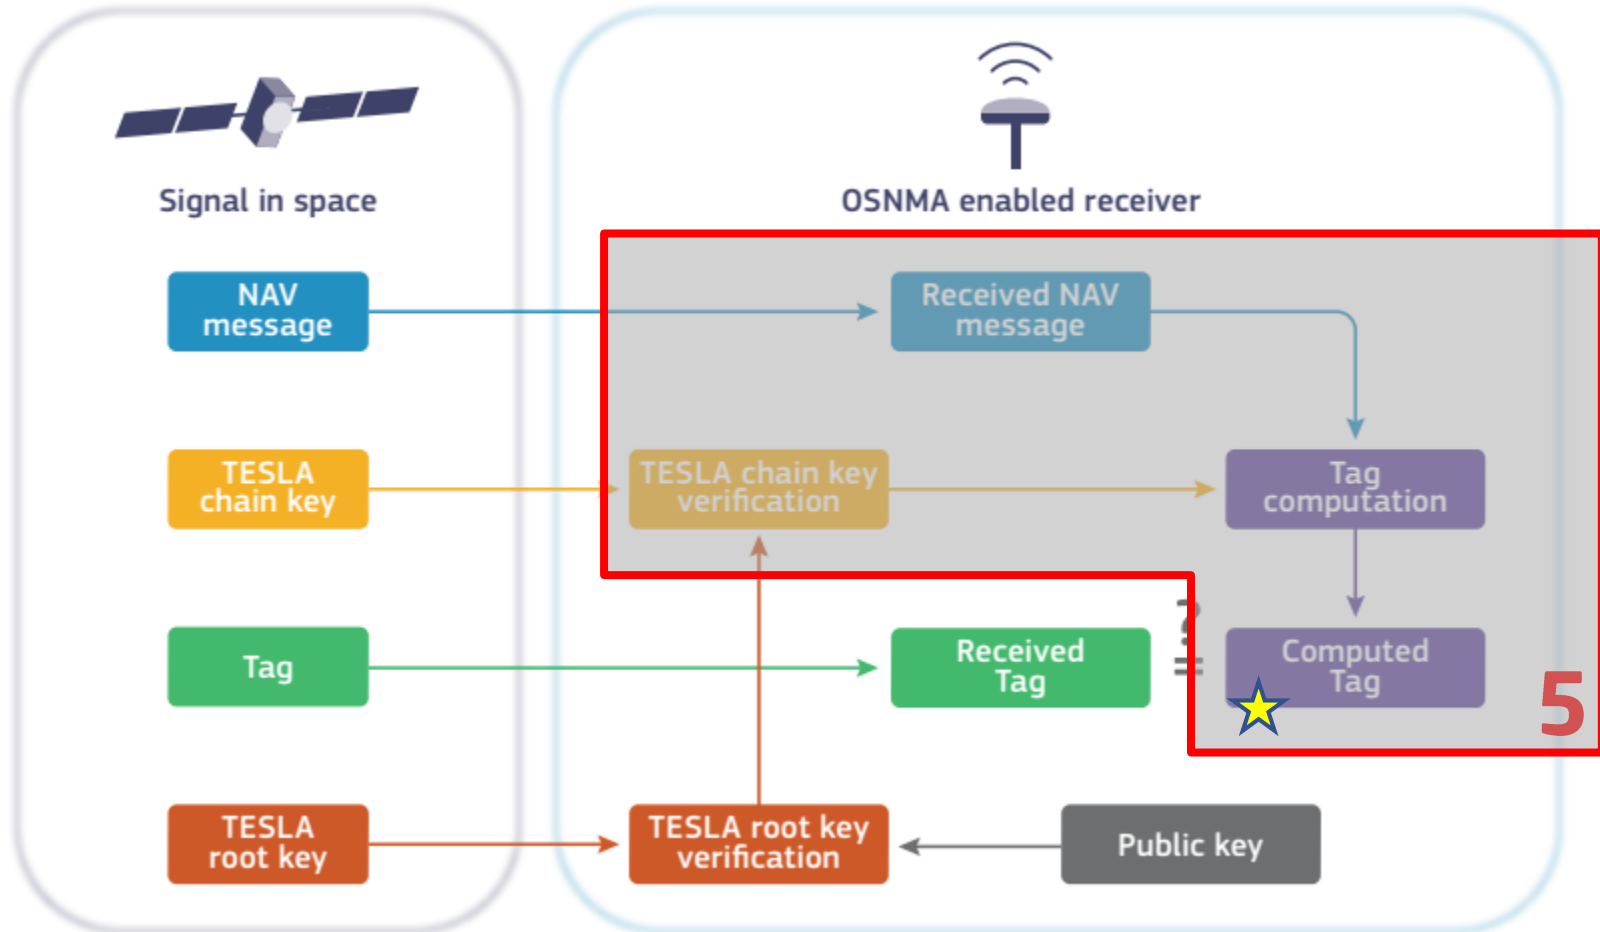 Signal in space
OSNMA enabled receiver
NAV
message
Received NAV
message
TESLA
chain key
TESLA chain key
verification
Tag
computation
Tag
Received
Tag
Computed
Tag
5
TESLA
root key
TESLA root key
verification
Public key